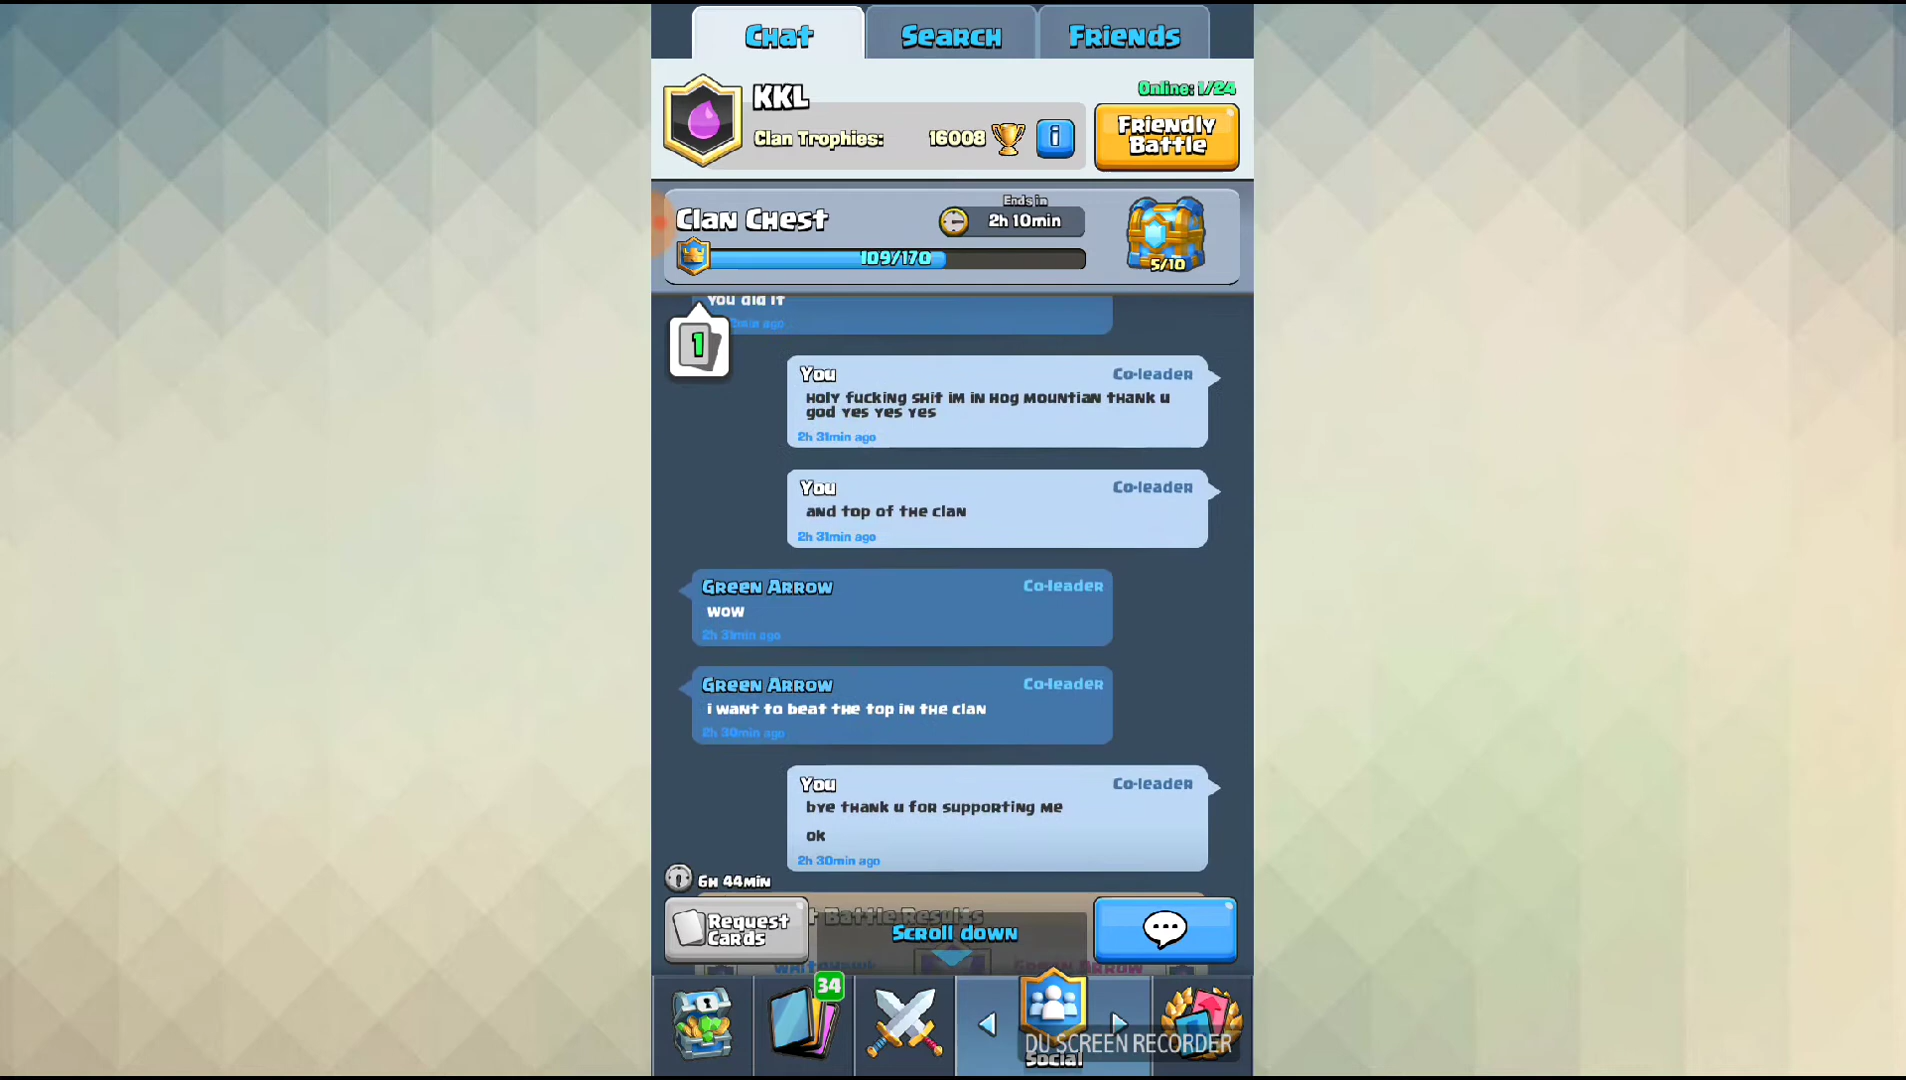 Chat
Search
Friends
KKL
Online: 1/24
Clan Trophies: 16008
Friendly Battle
Clan Chest
Ends in
2h 10min
109/170
5/10
You did it
min ago
1
You Co-leader
Holy fucking shit im in Hog Mountian thank u
god yes yes yes
2h 31min ago
You Co-leader
and top of the clan
2h 31min ago
Green Arrow Co-leader
wow
2h 31min ago
Green Arrow Co-leader
i want to beat the top in the clan
2h 30min ago
You Co-leader
bye thank u for supporting me
ok
2h 30min ago
6h 44min
Request Cards
Battle Results
Scroll down
Green Arrow
34
DU SCREEN RECORDER
Social